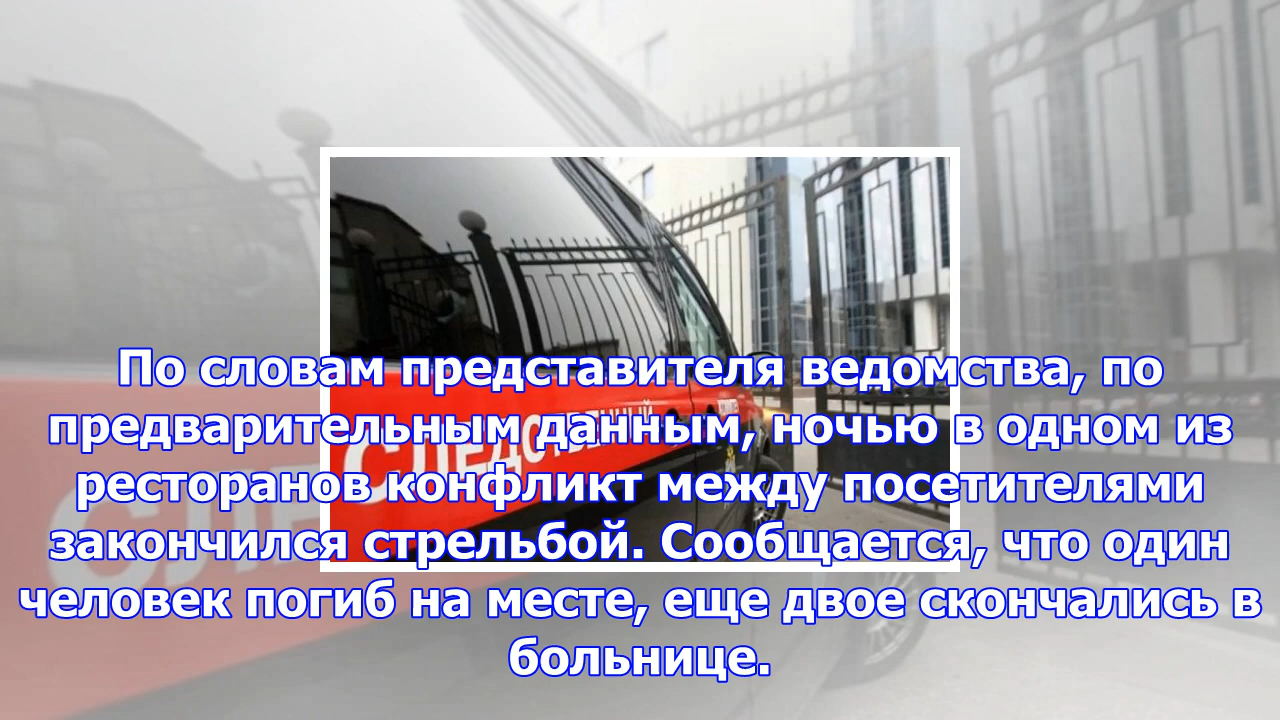 По словам представителя ведомства, по
предварительным данным, ночью в одном из
ресторанов конфликт между посетителями
закончился стрельбой. Сообщается, что один
человек погиб на месте, еще двое скончались в
больнице.
СЛЕДСТВЕННЫЙ